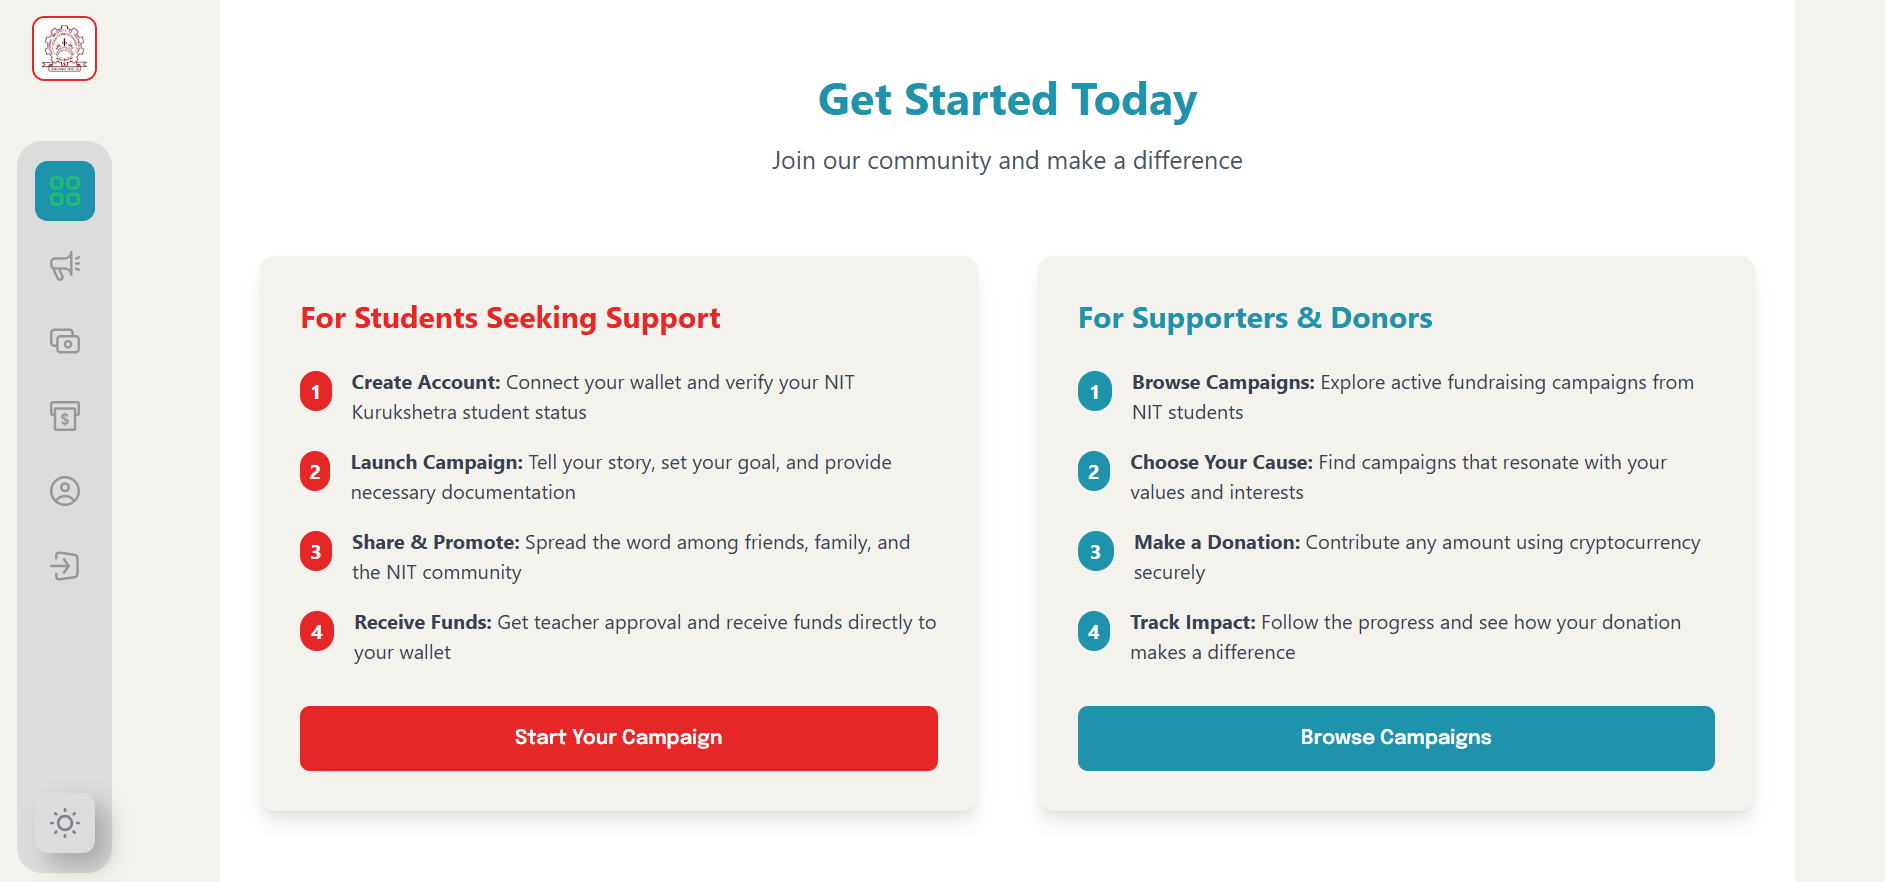 Get Started Today
Join our community and make a difference
For Students Seeking Support
1 Create Account: Connect your wallet and verify your NIT
Kurukshetra student status
2 Launch Campaign: Tell your story, set your goal, and provide
necessary documentation
3 Share & Promote: Spread the word among friends, family, and
the NIT community
4 Receive Funds: Get teacher approval and receive funds directly to
your wallet
Start Your Campaign
For Supporters & Donors
1 Browse Campaigns: Explore active fundraising campaigns from
NIT students
2 Choose Your Cause: Find campaigns that resonate with your
values and interests
3 Make a Donation: Contribute any amount using cryptocurrency
securely
4 Track Impact: Follow the progress and see how your donation
makes a difference
Browse Campaigns